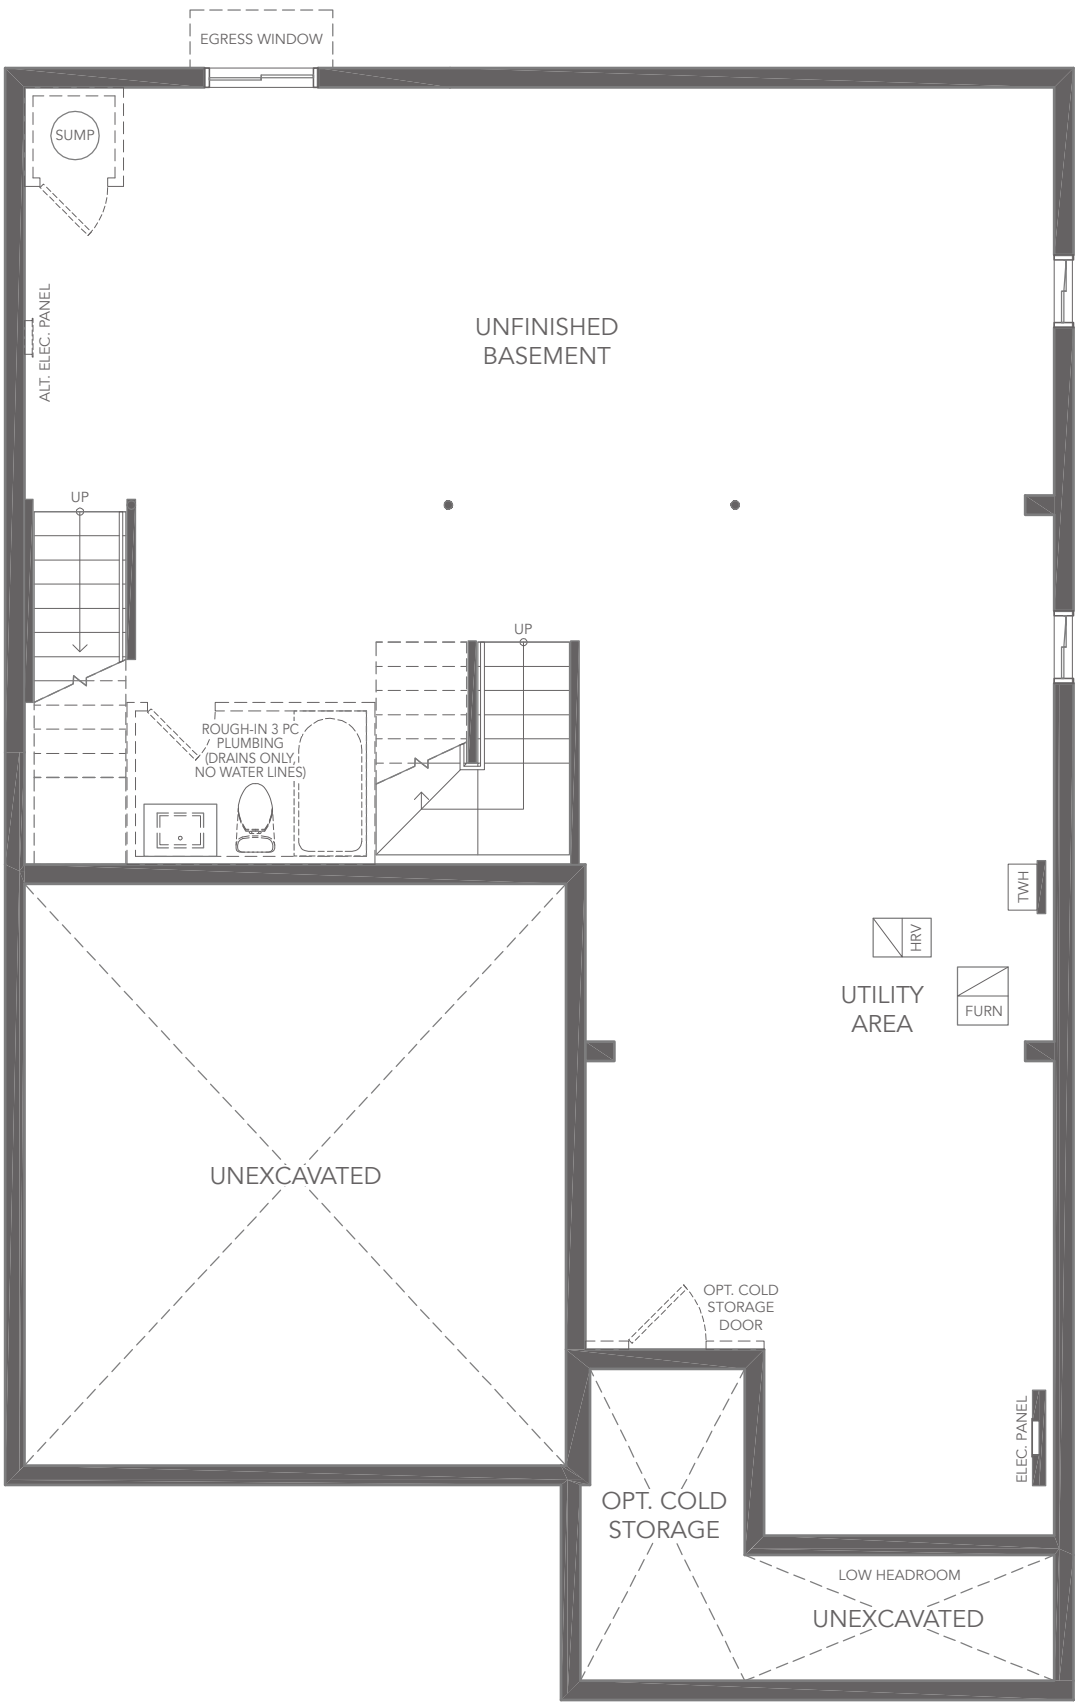 EGRESS WINDOW
SUMP
ALT. ELEC. PANEL
UNFINISHED
BASEMENT
UP
UP
ROUGH-IN 3 PC
PLUMBING
(DRAINS ONLY,
NO WATER LINES)
TWH
HRV
FURN
UTILITY
AREA
UNEXCAVATED
OPT. COLD
STORAGE
DOOR
ELEC. PANEL
OPT. COLD
STORAGE
LOW HEADROOM
UNEXCAVATED